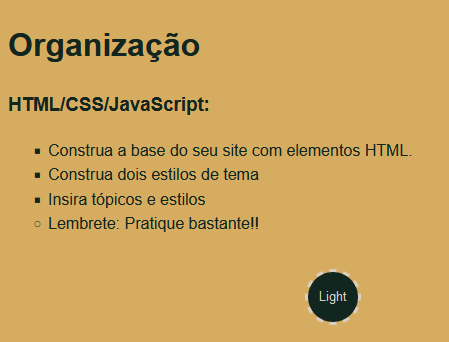 Organização
HTML/CSS/JavaScript:
Construa a base do seu site com elementos HTML.
Construa dois estilos de tema
Insira tópicos e estilos
Lembrete: Pratique bastante!!
Light